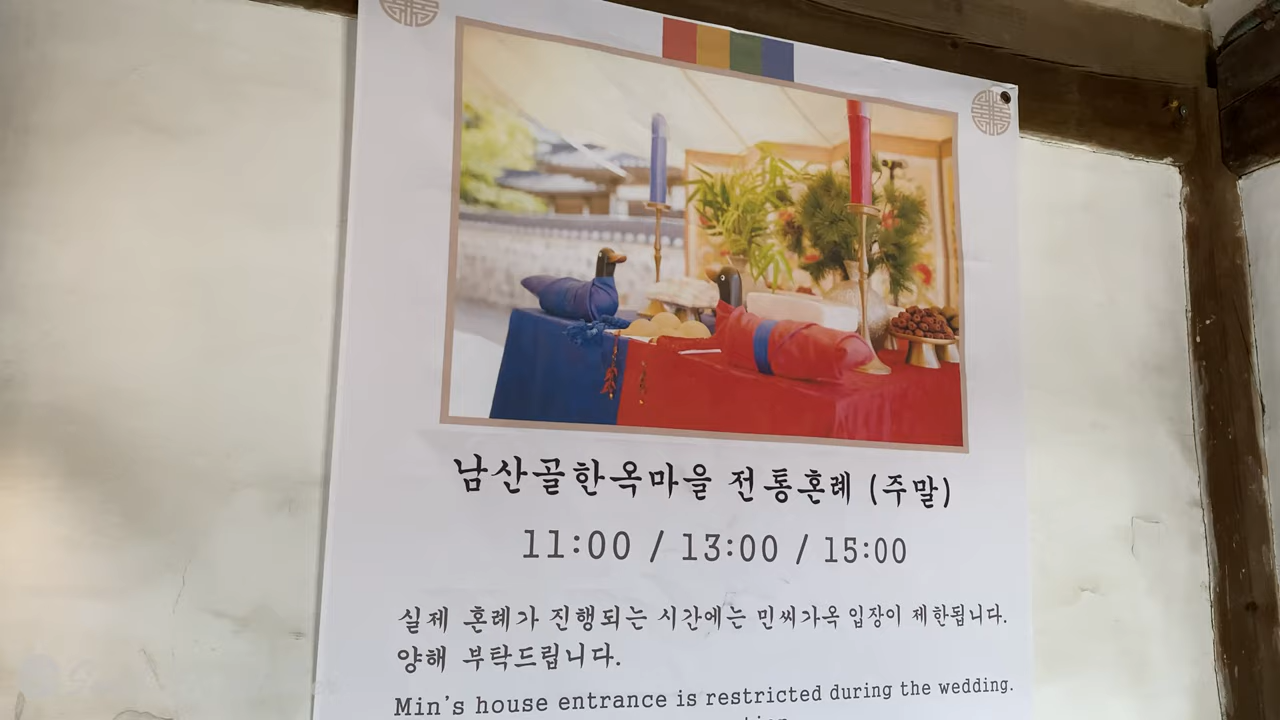 남산골한옥마을 전통혼례 (주말)
11:00 / 13:00 / 15:00
실제 혼례가 진행되는 시간에는 민씨가옥 입장이 제한됩니다.
양해 부탁드립니다.
Min's house entrance is restricted during the wedding.